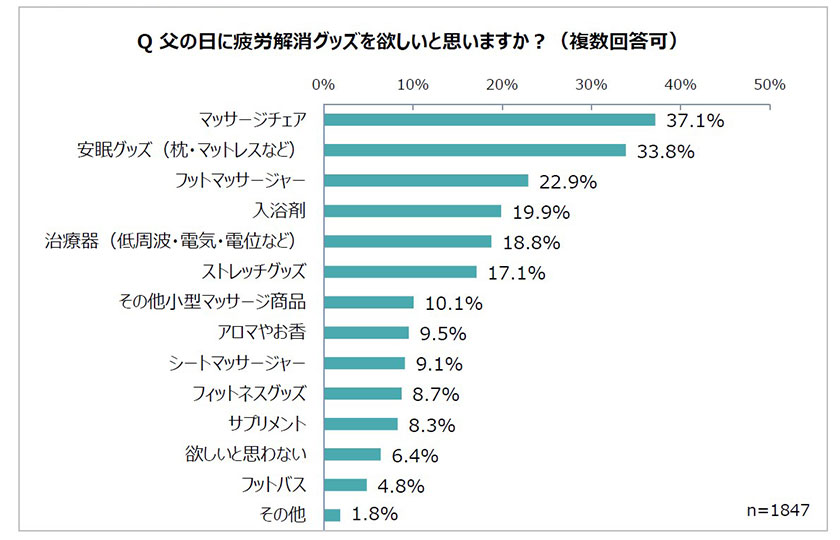 Q 父の日に疲労解消グッズを欲しいと思いますか？（複数回答可）
0% 10% 20% 30% 40% 50%
マッサージチェア 37.1%
安眠グッズ（枕・マットレスなど） 33.8%
フットマッサージャー 22.9%
入浴剤 19.9%
治療器（低周波・電気・電位など） 18.8%
ストレッチグッズ 17.1%
その他小型マッサージ商品 10.1%
アロマやお香 9.5%
シートマッサージャー 9.1%
フィットネスグッズ 8.7%
サプリメント 8.3%
欲しいと思わない 6.4%
フットバス 4.8%
その他 1.8%
n=1847